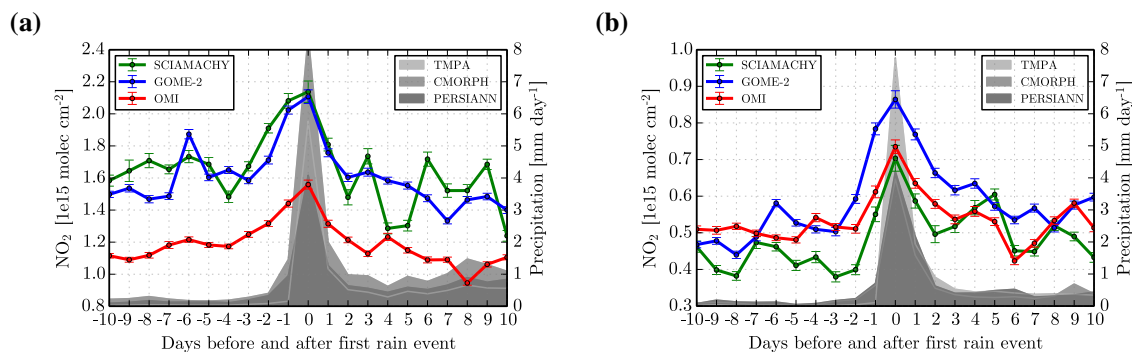 (a)
2.4
2.2
2.0
1.8
1.6
1.4
1.2
1.0
0.8
NO2 [1e15 molec cm-2]
SCIAMACHY
GOME-2
OMI
TMPA
CMORPH
PERSIANN
8
7
6
5
4
3
2
1
0
Precipitation [mm day-1]
-10 -9 -8 -7 -6 -5 -4 -3 -2 -1 0 1 2 3 4 5 6 7 8 9 10
Days before and after first rain event
(b)
1.0
0.9
0.8
0.7
0.6
0.5
0.4
0.3
NO2 [1e15 molec cm-2]
SCIAMACHY
GOME-2
OMI
TMPA
CMORPH
PERSIANN
8
7
6
5
4
3
2
1
0
Precipitation [mm day-1]
-10 -9 -8 -7 -6 -5 -4 -3 -2 -1 0 1 2 3 4 5 6 7 8 9 10
Days before and after first rain event